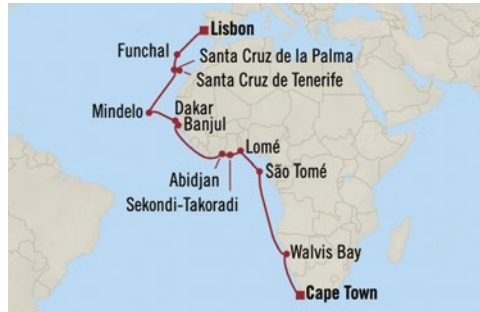 Lisbon
Funchal
Santa Cruz de la Palma
Santa Cruz de Tenerife
Mindelo
Dakar
Banjul
Lomé
Abidjan
São Tomé
Sekondi-Takoradi
Walvis Bay
Cape Town